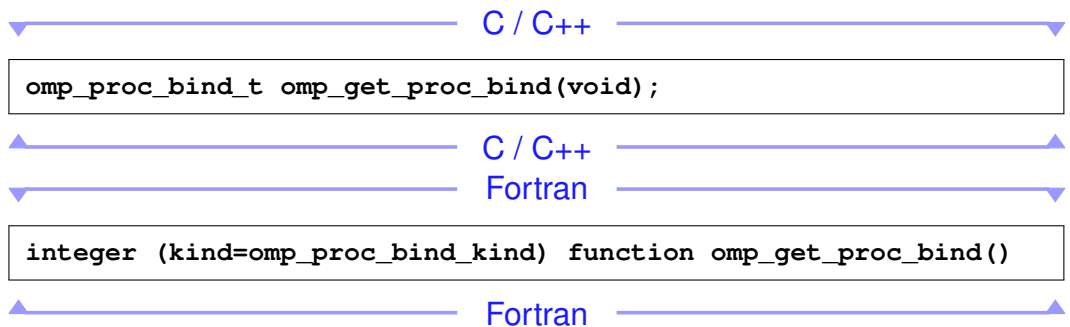 C / C++
omp_proc_bind_t omp_get_proc_bind(void);
C / C++
Fortran
integer (kind=omp_proc_bind_kind) function omp_get_proc_bind()
Fortran